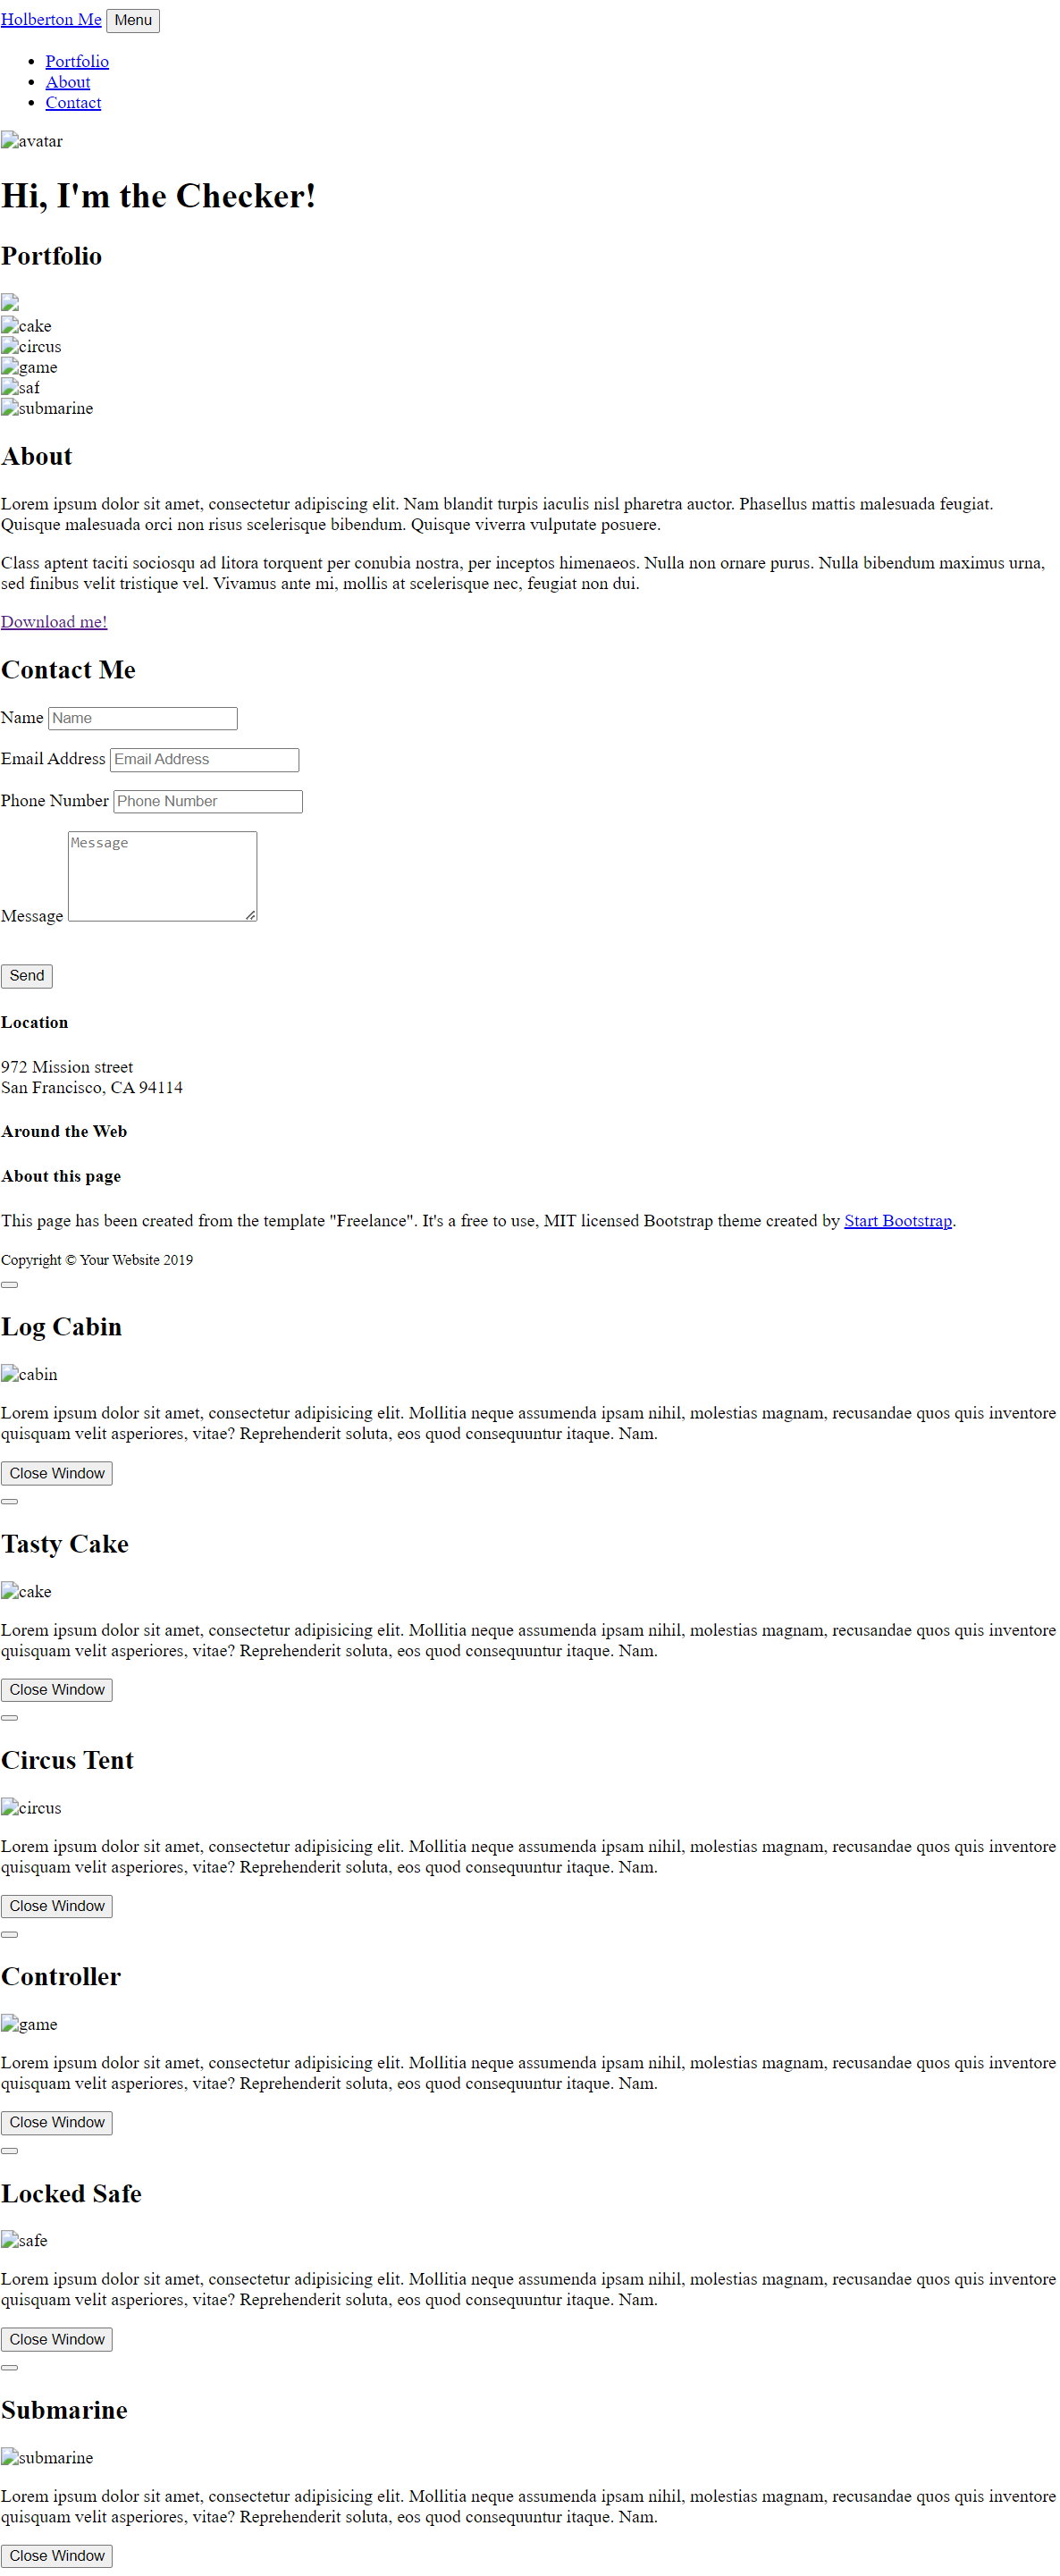 Holberton Me Menu
Portfolio
About
Contact
avatar
Hi, I'm the Checker!
Portfolio
cake
circus
game
saf
submarine
About
Lorem ipsum dolor sit amet, consectetur adipiscing elit. Nam blandit turpis iaculis nisl pharetra auctor. Phasellus mattis malesuada feugiat.
Quisque malesuada orci non risus scelerisque bibendum. Quisque viverra vulputate posuere.
Class aptent taciti sociosqu ad litora torquent per conubia nostra, per inceptos himenaeos. Nulla non ornare purus. Nulla bibendum maximus urna,
sed finibus velit tristique vel. Vivamus ante mi, mollis at scelerisque nec, feugiat non dui.
Download me!
Contact Me
Name Name
Email Address Email Address
Phone Number Phone Number
Message Message
Send
Location
972 Mission street
San Francisco, CA 94114
Around the Web
About this page
This page has been created from the template "Freelance". It's a free to use, MIT licensed Bootstrap theme created by Start Bootstrap.
Copyright © Your Website 2019
Log Cabin
cabin
Lorem ipsum dolor sit amet, consectetur adipisicing elit. Mollitia neque assumenda ipsam nihil, molestias magnam, recusandae quos quis inventore
quisquam velit asperiores, vitae? Reprehenderit soluta, eos quod consequuntur itaque. Nam.
Close Window
Tasty Cake
cake
Lorem ipsum dolor sit amet, consectetur adipisicing elit. Mollitia neque assumenda ipsam nihil, molestias magnam, recusandae quos quis inventore
quisquam velit asperiores, vitae? Reprehenderit soluta, eos quod consequuntur itaque. Nam.
Close Window
Circus Tent
circus
Lorem ipsum dolor sit amet, consectetur adipisicing elit. Mollitia neque assumenda ipsam nihil, molestias magnam, recusandae quos quis inventore
quisquam velit asperiores, vitae? Reprehenderit soluta, eos quod consequuntur itaque. Nam.
Close Window
Controller
game
Lorem ipsum dolor sit amet, consectetur adipisicing elit. Mollitia neque assumenda ipsam nihil, molestias magnam, recusandae quos quis inventore
quisquam velit asperiores, vitae? Reprehenderit soluta, eos quod consequuntur itaque. Nam.
Close Window
Locked Safe
safe
Lorem ipsum dolor sit amet, consectetur adipisicing elit. Mollitia neque assumenda ipsam nihil, molestias magnam, recusandae quos quis inventore
quisquam velit asperiores, vitae? Reprehenderit soluta, eos quod consequuntur itaque. Nam.
Close Window
Submarine
submarine
Lorem ipsum dolor sit amet, consectetur adipisicing elit. Mollitia neque assumenda ipsam nihil, molestias magnam, recusandae quos quis inventore
quisquam velit asperiores, vitae? Reprehenderit soluta, eos quod consequuntur itaque. Nam.
Close Window